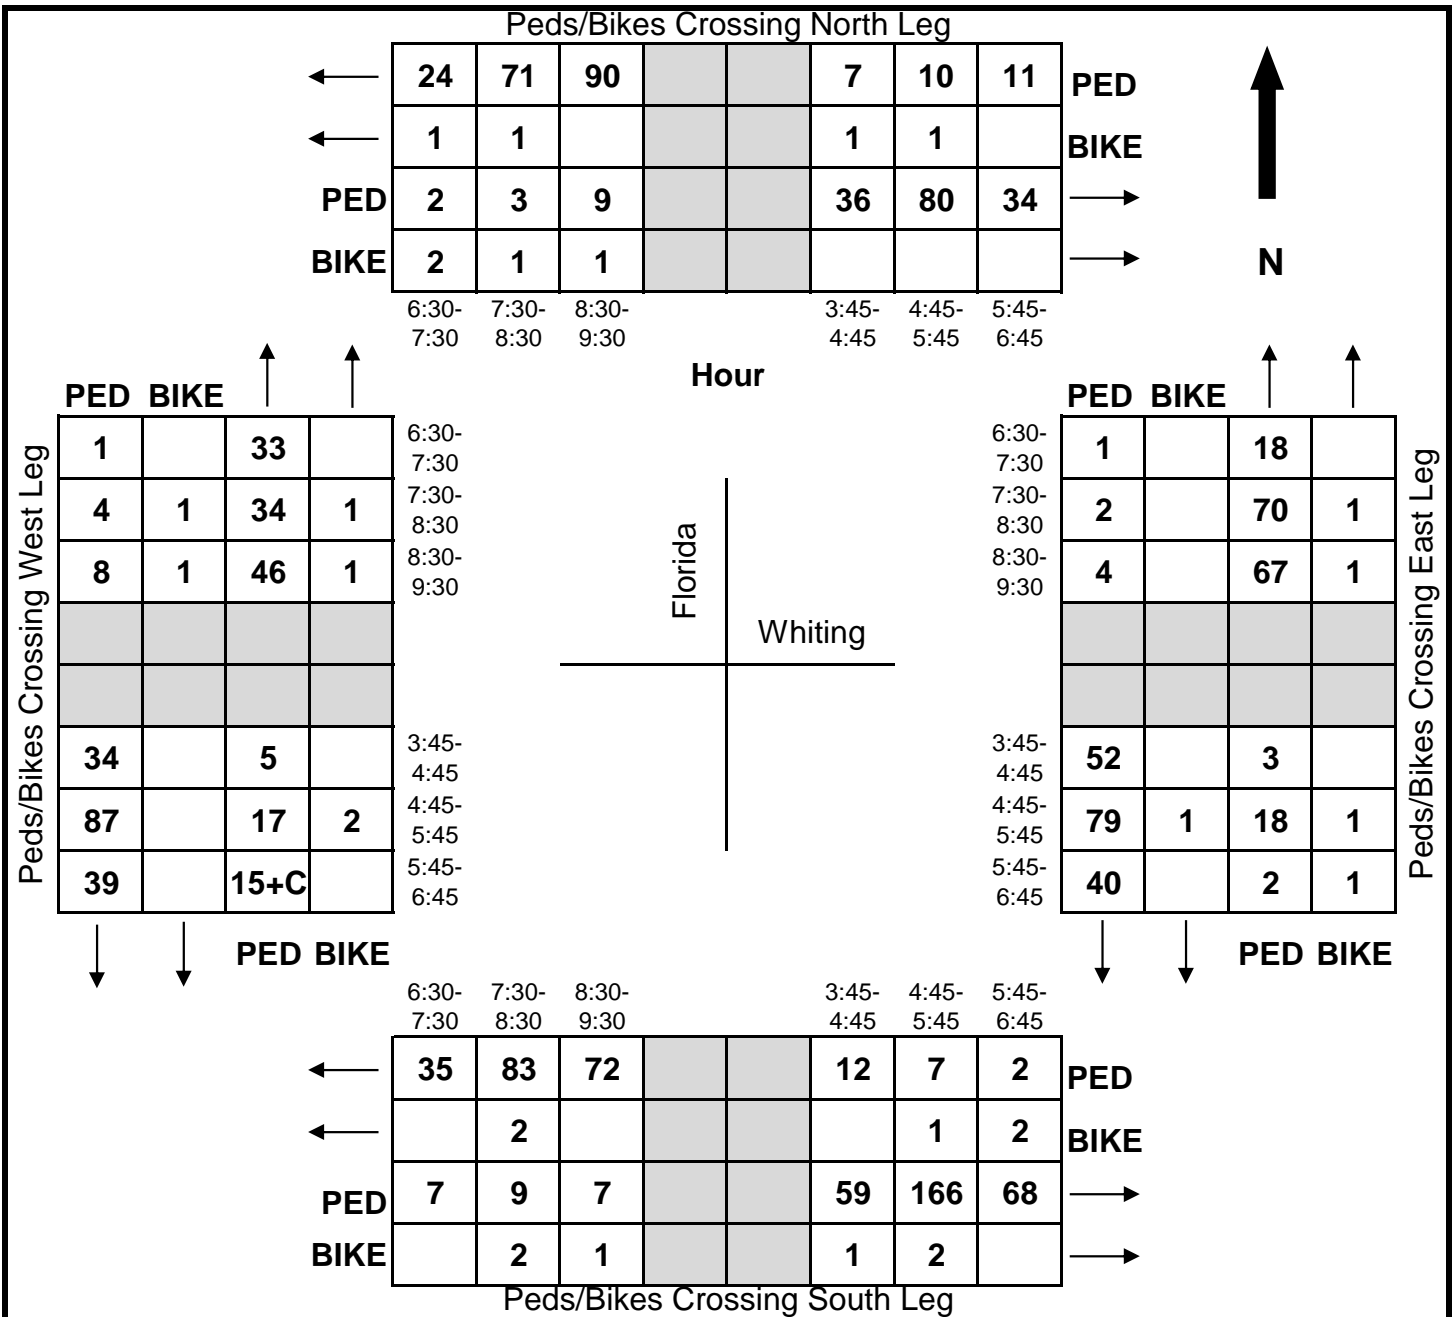 Peds/Bikes Crossing North Leg
24 71 90 7 10 11 PED
1 1 1 1 BIKE
PED 2 3 9 36 80 34
BIKE 2 1 1
N
6:30- 7:30- 8:30- 3:45- 4:45- 5:45-
7:30 8:30 9:30 4:45 5:45 6:45
Hour
Peds/Bikes Crossing West Leg
PED BIKE
1 33
4 1 34 1
8 1 46 1
34 5
87 17 2
39 15+C
PED BIKE
6:30-
7:30
7:30-
8:30
8:30-
9:30
3:45-
4:45
4:45-
5:45
5:45-
6:45
Florida
Whiting
6:30-
7:30
7:30-
8:30
8:30-
9:30
3:45-
4:45
4:45-
5:45
5:45-
6:45
PED BIKE
1 18
2 70 1
4 67 1
52 3
79 1 18 1
40 2 1
PED BIKE
Peds/Bikes Crossing East Leg
6:30- 7:30- 8:30- 3:45- 4:45- 5:45-
7:30 8:30 9:30 4:45 5:45 6:45
35 83 72 12 7 2 PED
2 1 2 BIKE
PED 7 9 7 59 166 68
BIKE 2 1 1 2
Peds/Bikes Crossing South Leg